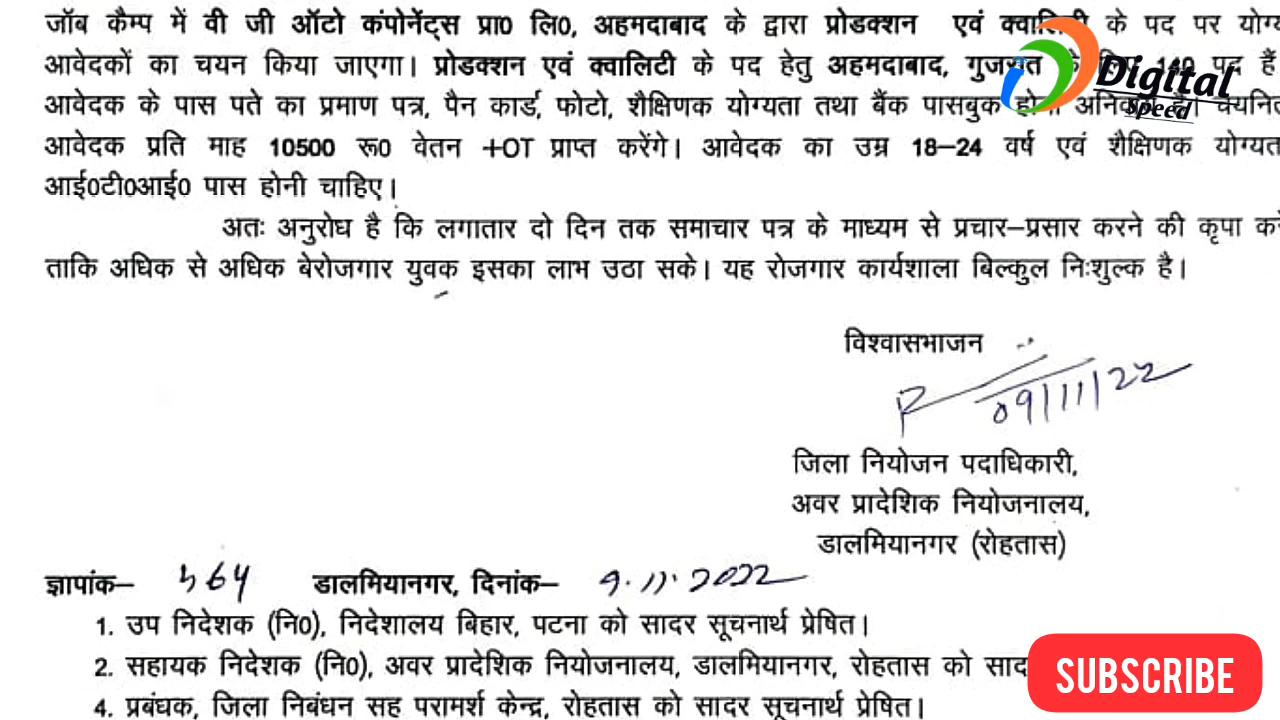 जॉब कैम्प में वी जी ऑटो कंपोनेंट्स प्रा0 लि0, अहमदाबाद के द्वारा प्रोडक्शन एवं क्वालिटी के पद पर योग्य
आवेदकों का चयन किया जाएगा। प्रोडक्शन एवं क्वालिटी के पद हेतु अहमदाबाद, गुजरात 140 पद हैं
आवेदक के पास पते का प्रमाण पत्र, पैन कार्ड, फोटो, शैक्षिणक योग्यता तथा बैंक पासबुक
आवेदक प्रति माह 10500 रू0 वेतन +OT प्राप्त करेंगे। आवेदक का उम्र 18–24 वर्ष एवं शैक्षिणक
आई0टी0आई0 पास होनी चाहिए।
अतः अनुरोध है कि लगातार दो दिन तक समाचार पत्र के माध्यम से प्रचार–प्रसार करने की कृपा
ताकि अधिक से अधिक बेरोजगार युवक इसका लाभ उठा सके। यह रोजगार कार्यशाला बिल्कुल निःशुल्क है।
विश्वासभाजन
09/11/22
जिला नियोजन पदाधिकारी,
अवर प्रादेशिक नियोजनालय,
डालमियानगर (रोहतास)
ज्ञापांक– 564 डालमियानगर, दिनांक– 9.11.2022
1. उप निदेशक (नि0), निदेशालय बिहार, पटना को सादर सूचनार्थ प्रेषित।
2. सहायक निदेशक (नि0), अवर प्रादेशिक नियोजनालय, डालमियानगर, रोहतास को
4. प्रबंधक, जिला निबंधन सह परामर्श केन्द्र, रोहतास को सादर सूचनार्थ प्रेषित।
Digital
Speed
SUBSCRIBE